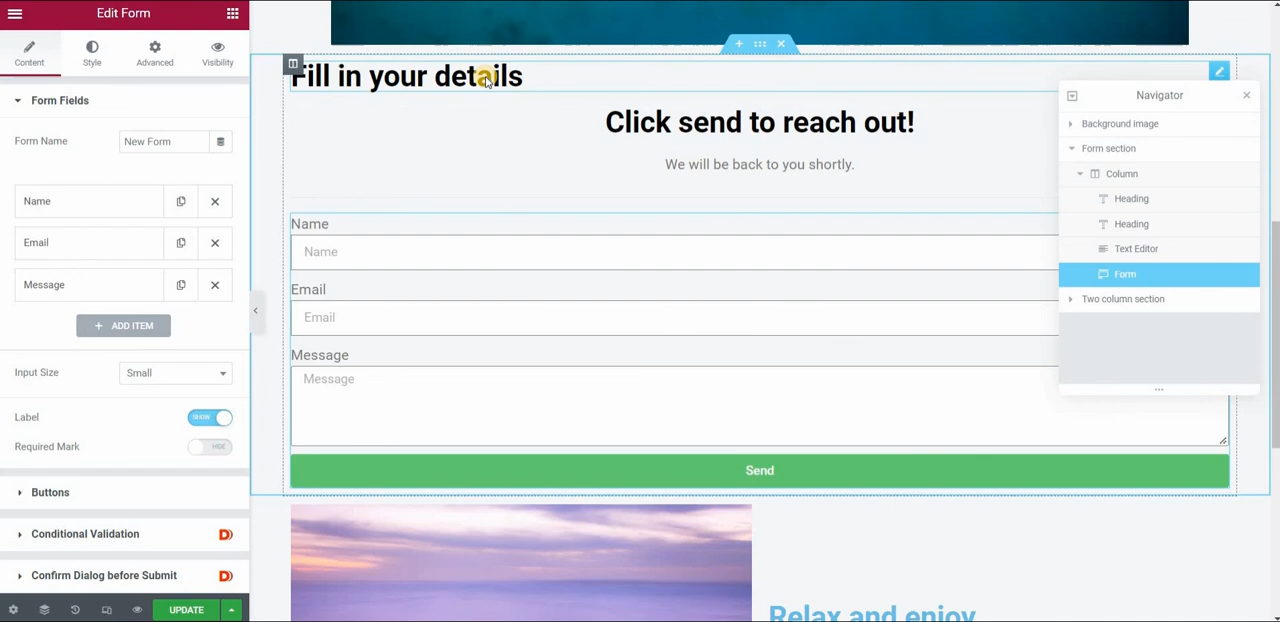 Edit Form
Content
Style
Advanced
Visibility
Form Fields
Form Name
New Form
Name
Email
Message
+ ADD ITEM
Input Size
Small
Label
SHOW
Required Mark
HIDE
Buttons
Conditional Validation
Confirm Dialog before Submit
UPDATE
Fill in your details
Click send to reach out!
We will be back to you shortly.
Name
Name
Email
Email
Message
Message
Send
Relax and enjoy
Navigator
Background image
Form section
Column
Heading
Heading
Text Editor
Form
Two column section